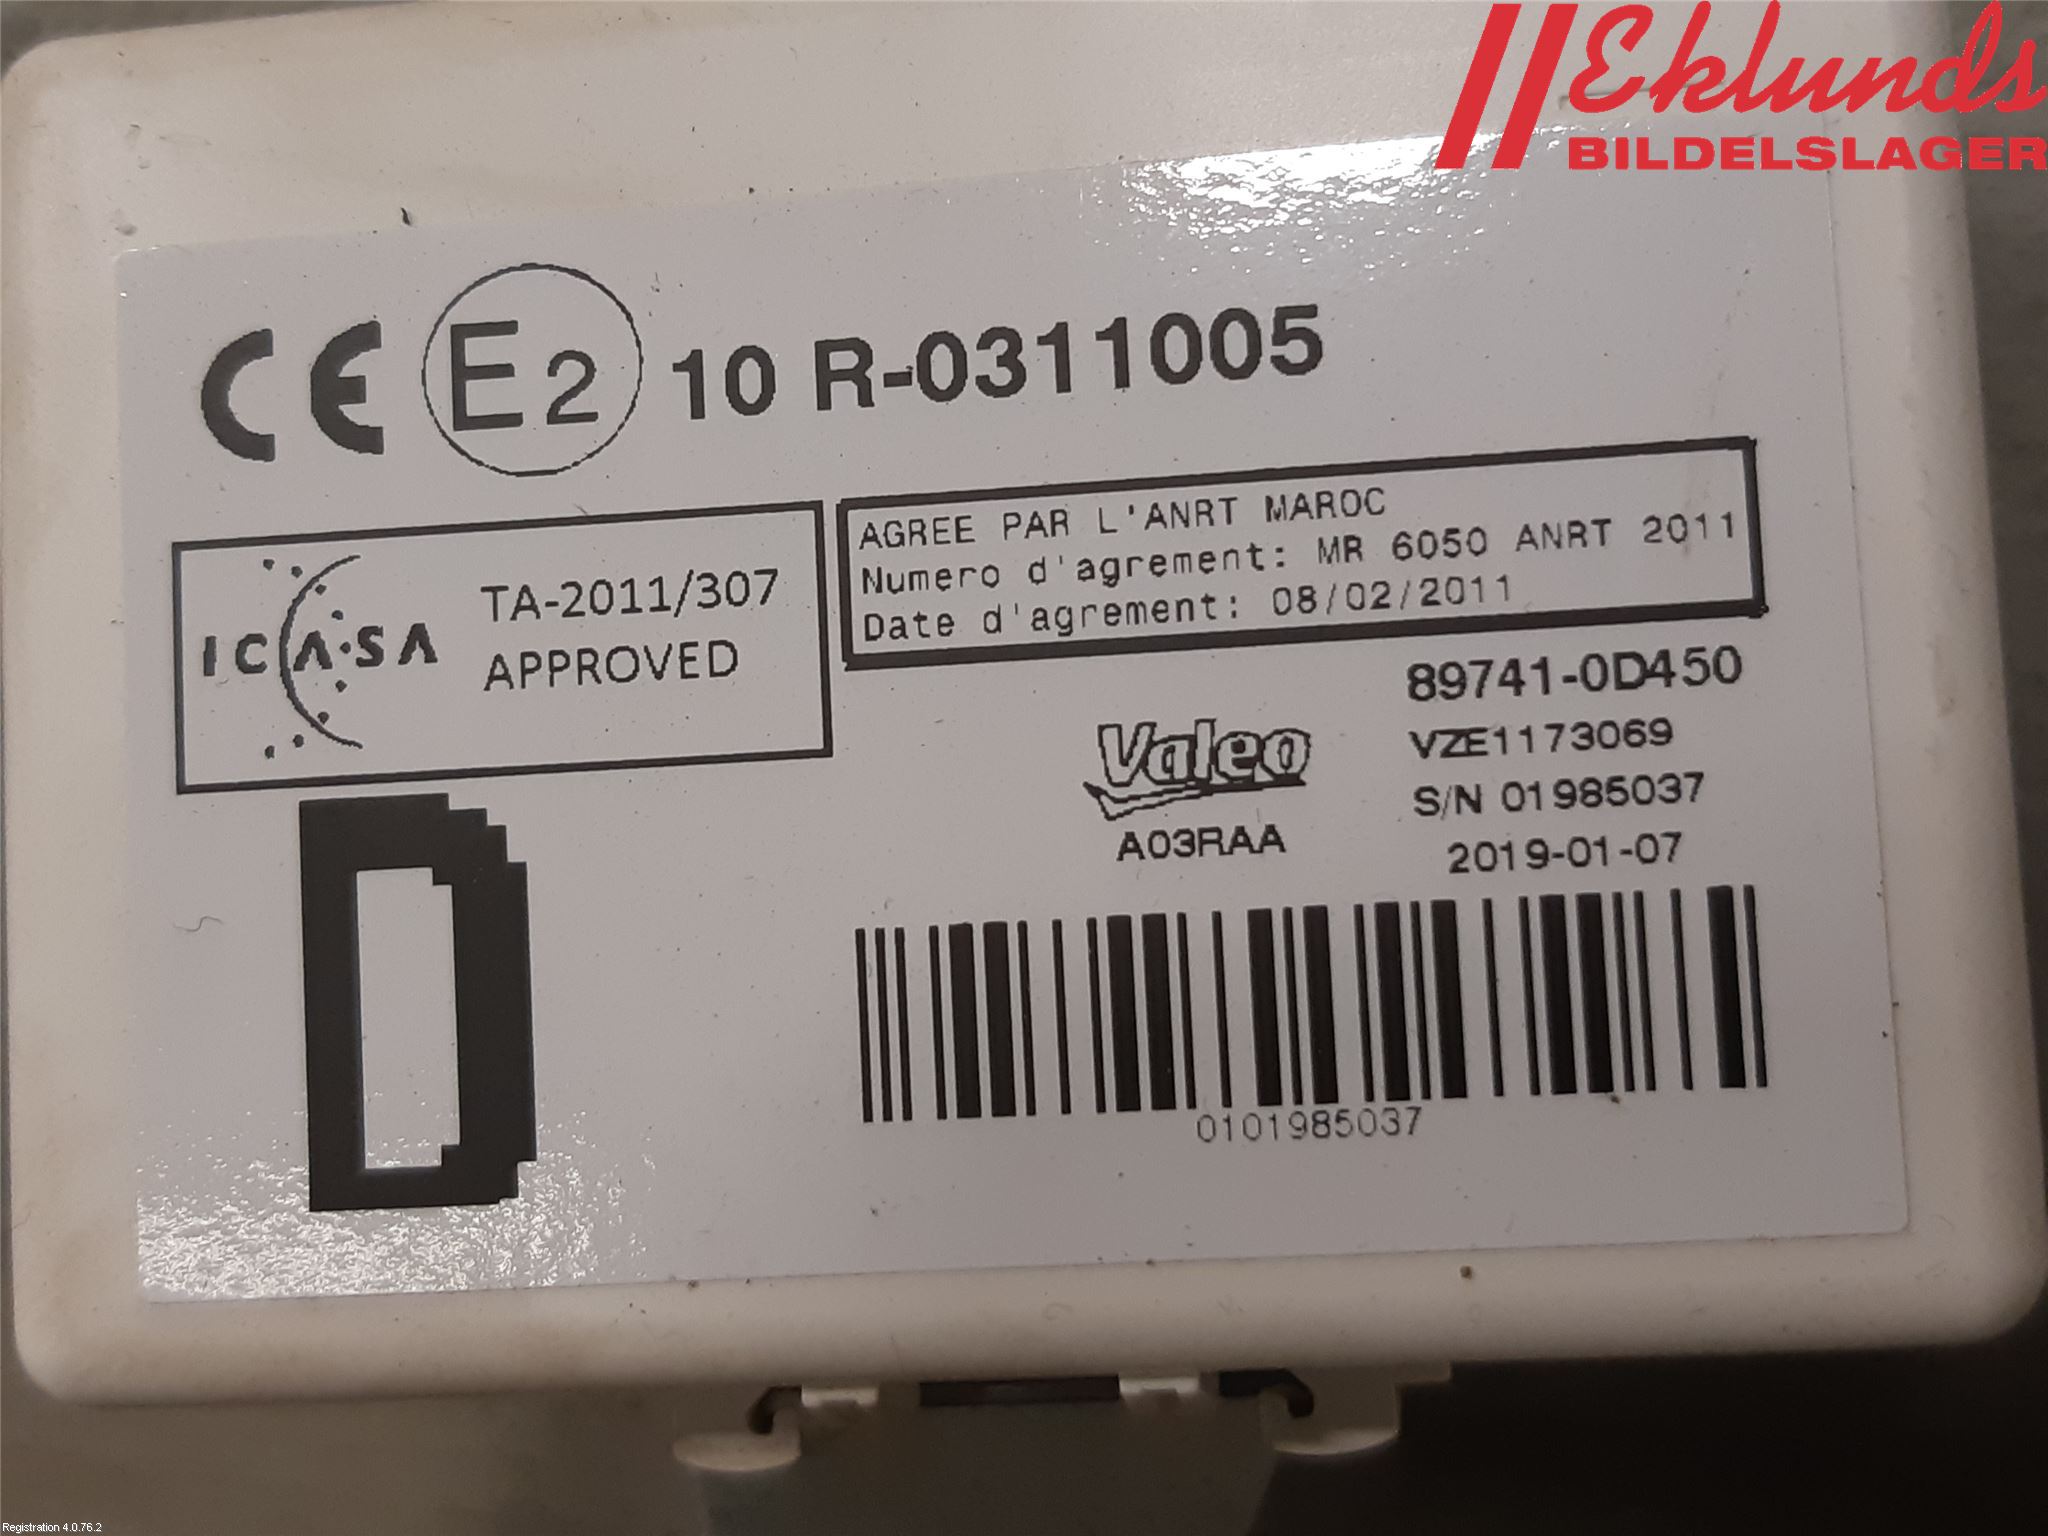 Eklunds
BILDELSLAGER
CE E2 10 R-0311005
ICASA
TA-2011/307
APPROVED
AGREE PAR L'ANRT MAROC
Numero d'agrement: MR 6050 ANRT 2011
Date d'agrement: 08/02/2011
89741-0D450
Valeo
VZE1173069
S/N 01985037
A03RAA
2019-01-07
D
0101985037
Registration 4.0.76.2